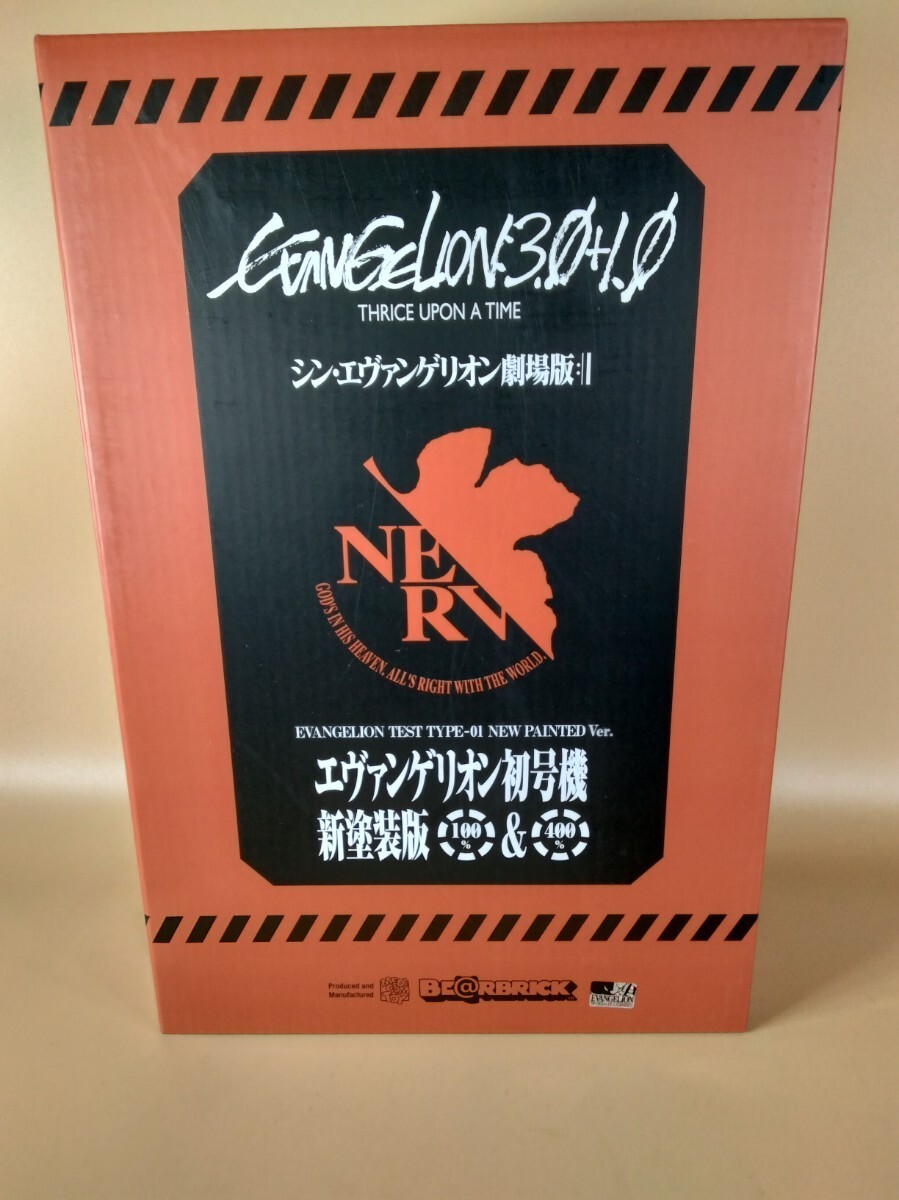 EVANGELION:3.0+1.0
THRICE UPON A TIME
シン・エヴァンゲリオン劇場版:||
NERV
GOD'S IN HIS HEAVEN. ALL'S RIGHT WITH THE WORLD.
EVANGELION TEST TYPE-01 NEW PAINTED Ver.
エヴァンゲリオン初号機
新塗装版 100% & 400%
Produced and
Manufactured
MEDICOM TOY
BE@RBRICK
EVANGELION